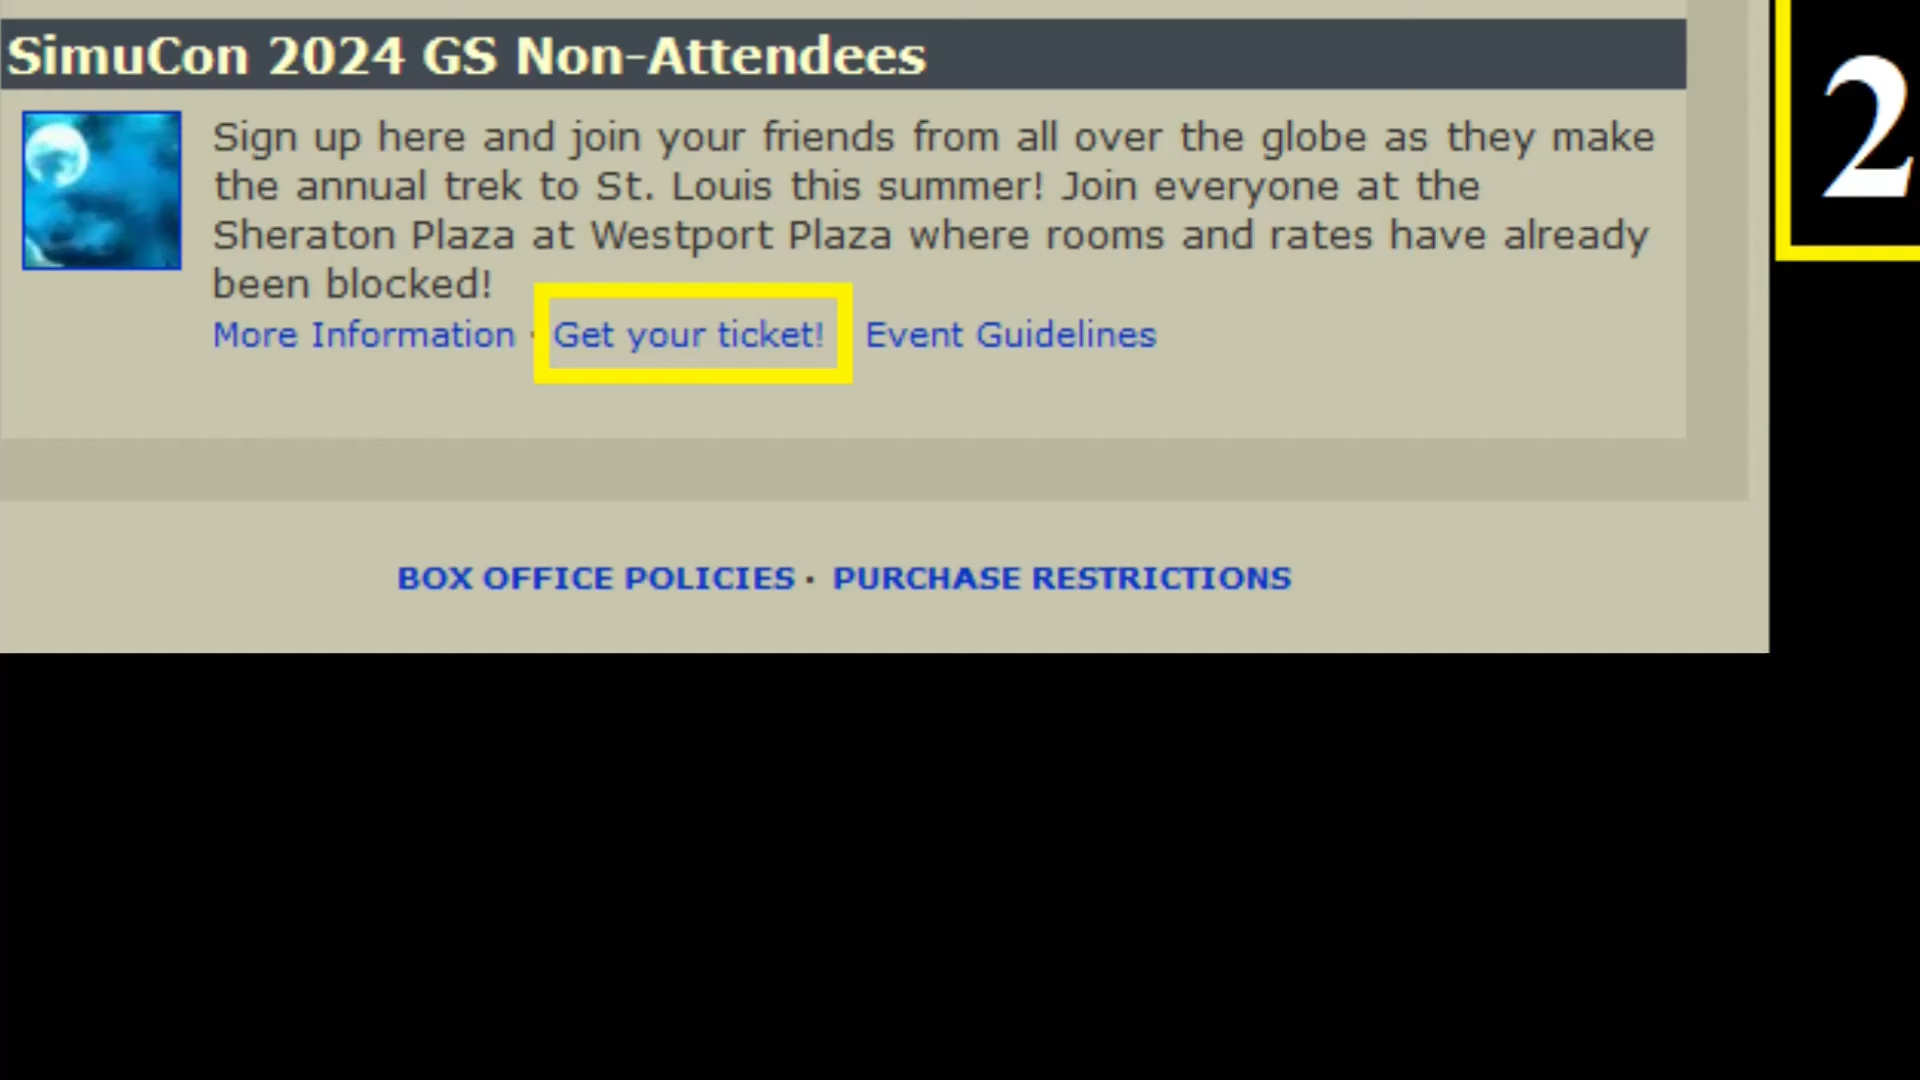 SimuCon 2024 GS Non-Attendees
2
Sign up here and join your friends from all over the globe as they make
the annual trek to St. Louis this summer! Join everyone at the
Sheraton Plaza at Westport Plaza where rooms and rates have already
been blocked!
More Information · Get your ticket! Event Guidelines
BOX OFFICE POLICIES · PURCHASE RESTRICTIONS